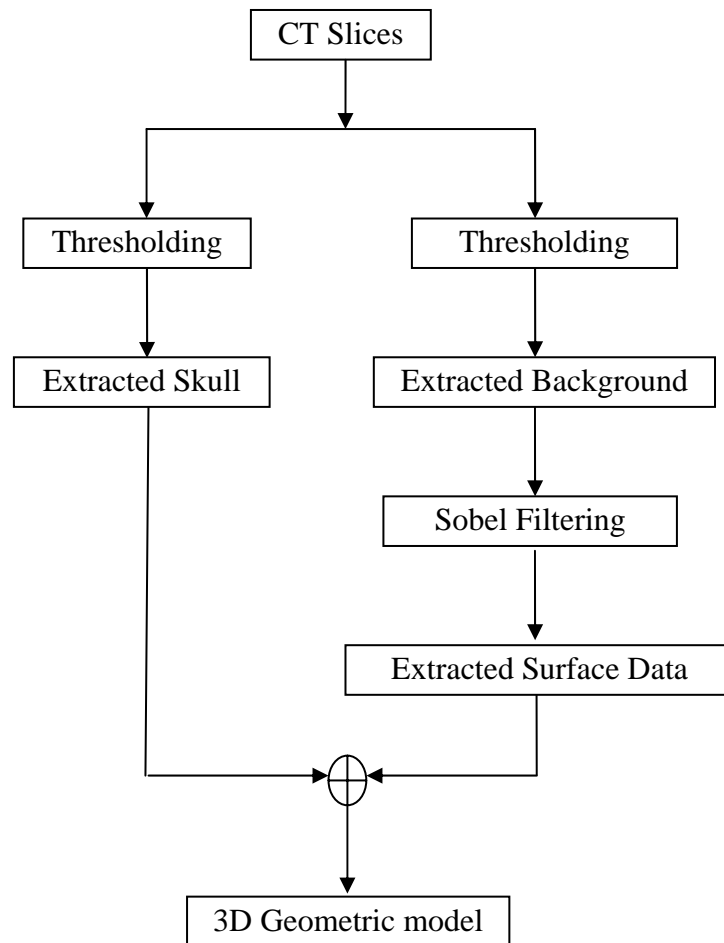 CT Slices
Thresholding
Thresholding
Extracted Skull
Extracted Background
Sobel Filtering
Extracted Surface Data
3D Geometric model